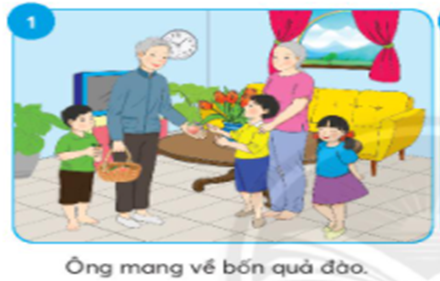 1
Ông mang về bốn quả đào.